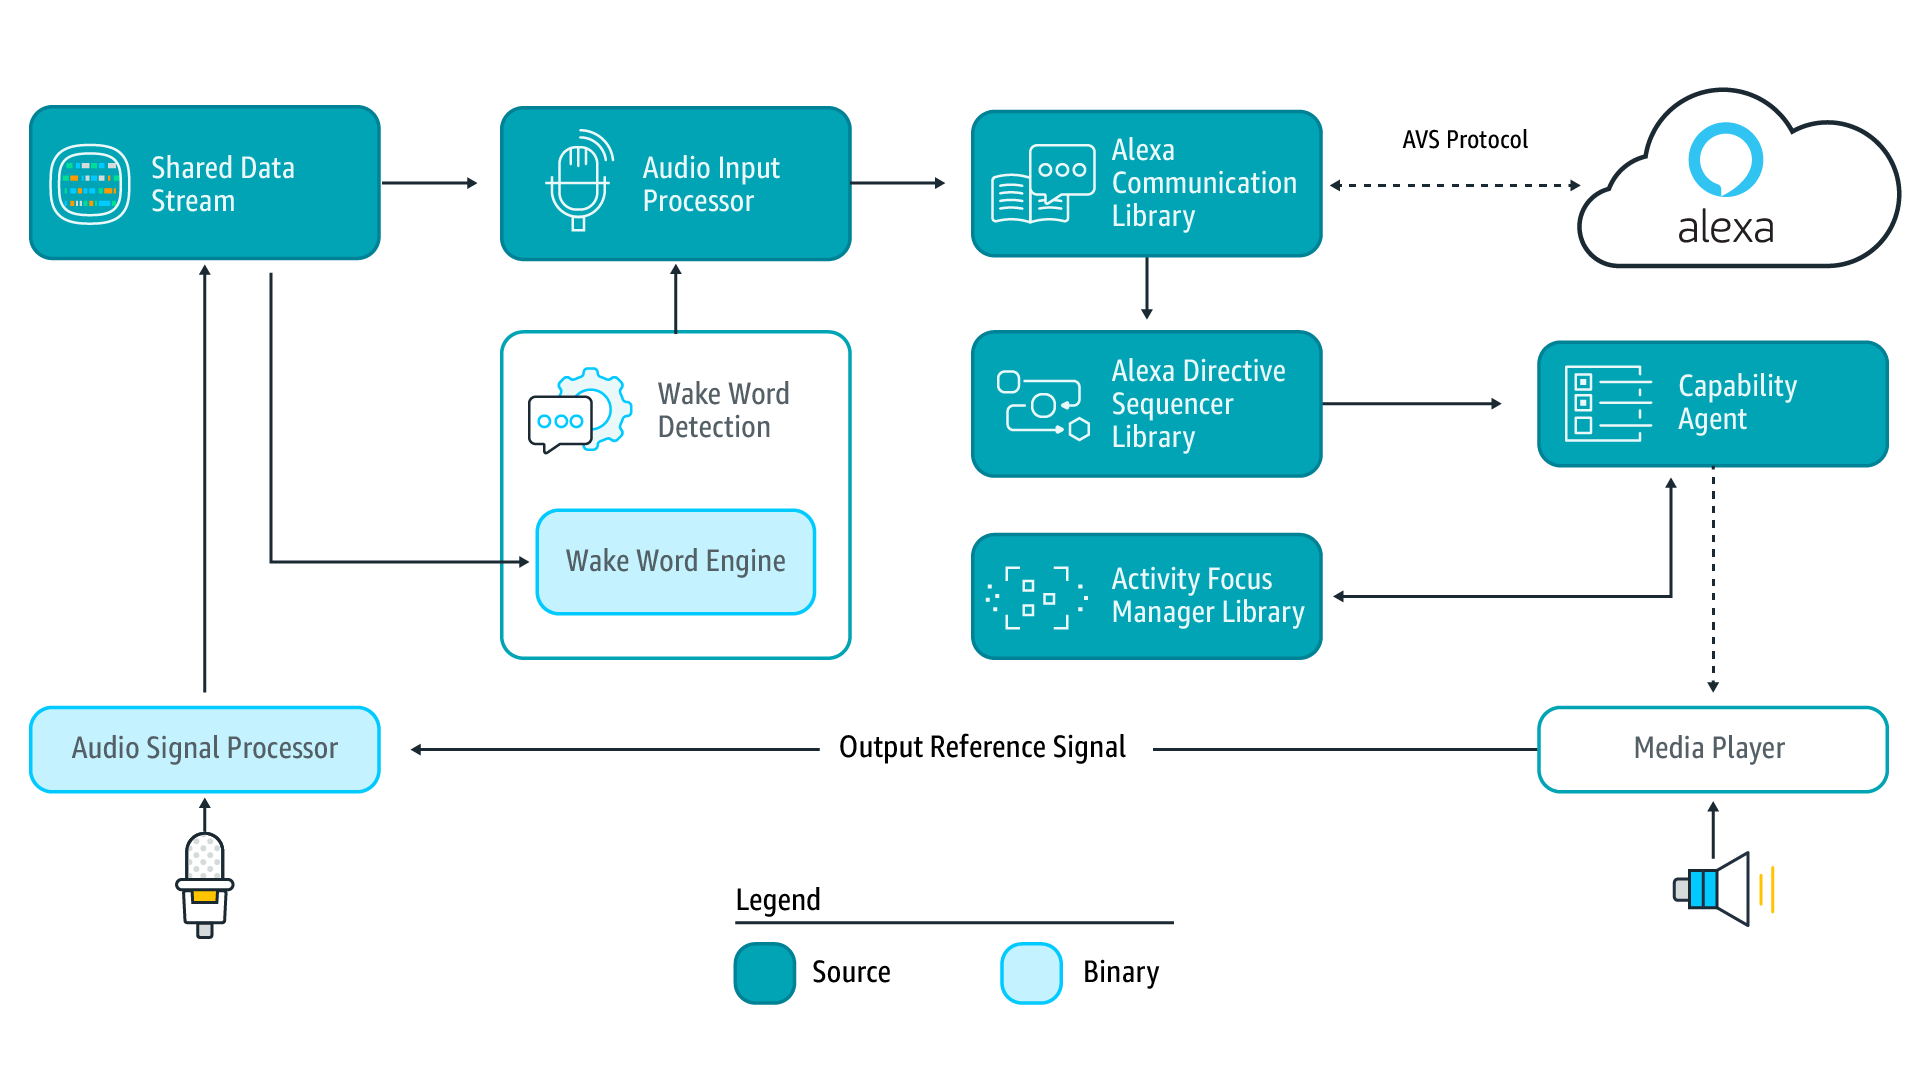 Shared Data
Stream
Audio Input
Processor
Alexa
Communication
Library
AVS Protocol
alexa
Wake Word
Detection
Wake Word Engine
Alexa Directive
Sequencer
Library
Capability
Agent
Activity Focus
Manager Library
Audio Signal Processor
Output Reference Signal
Media Player
Legend
Source
Binary